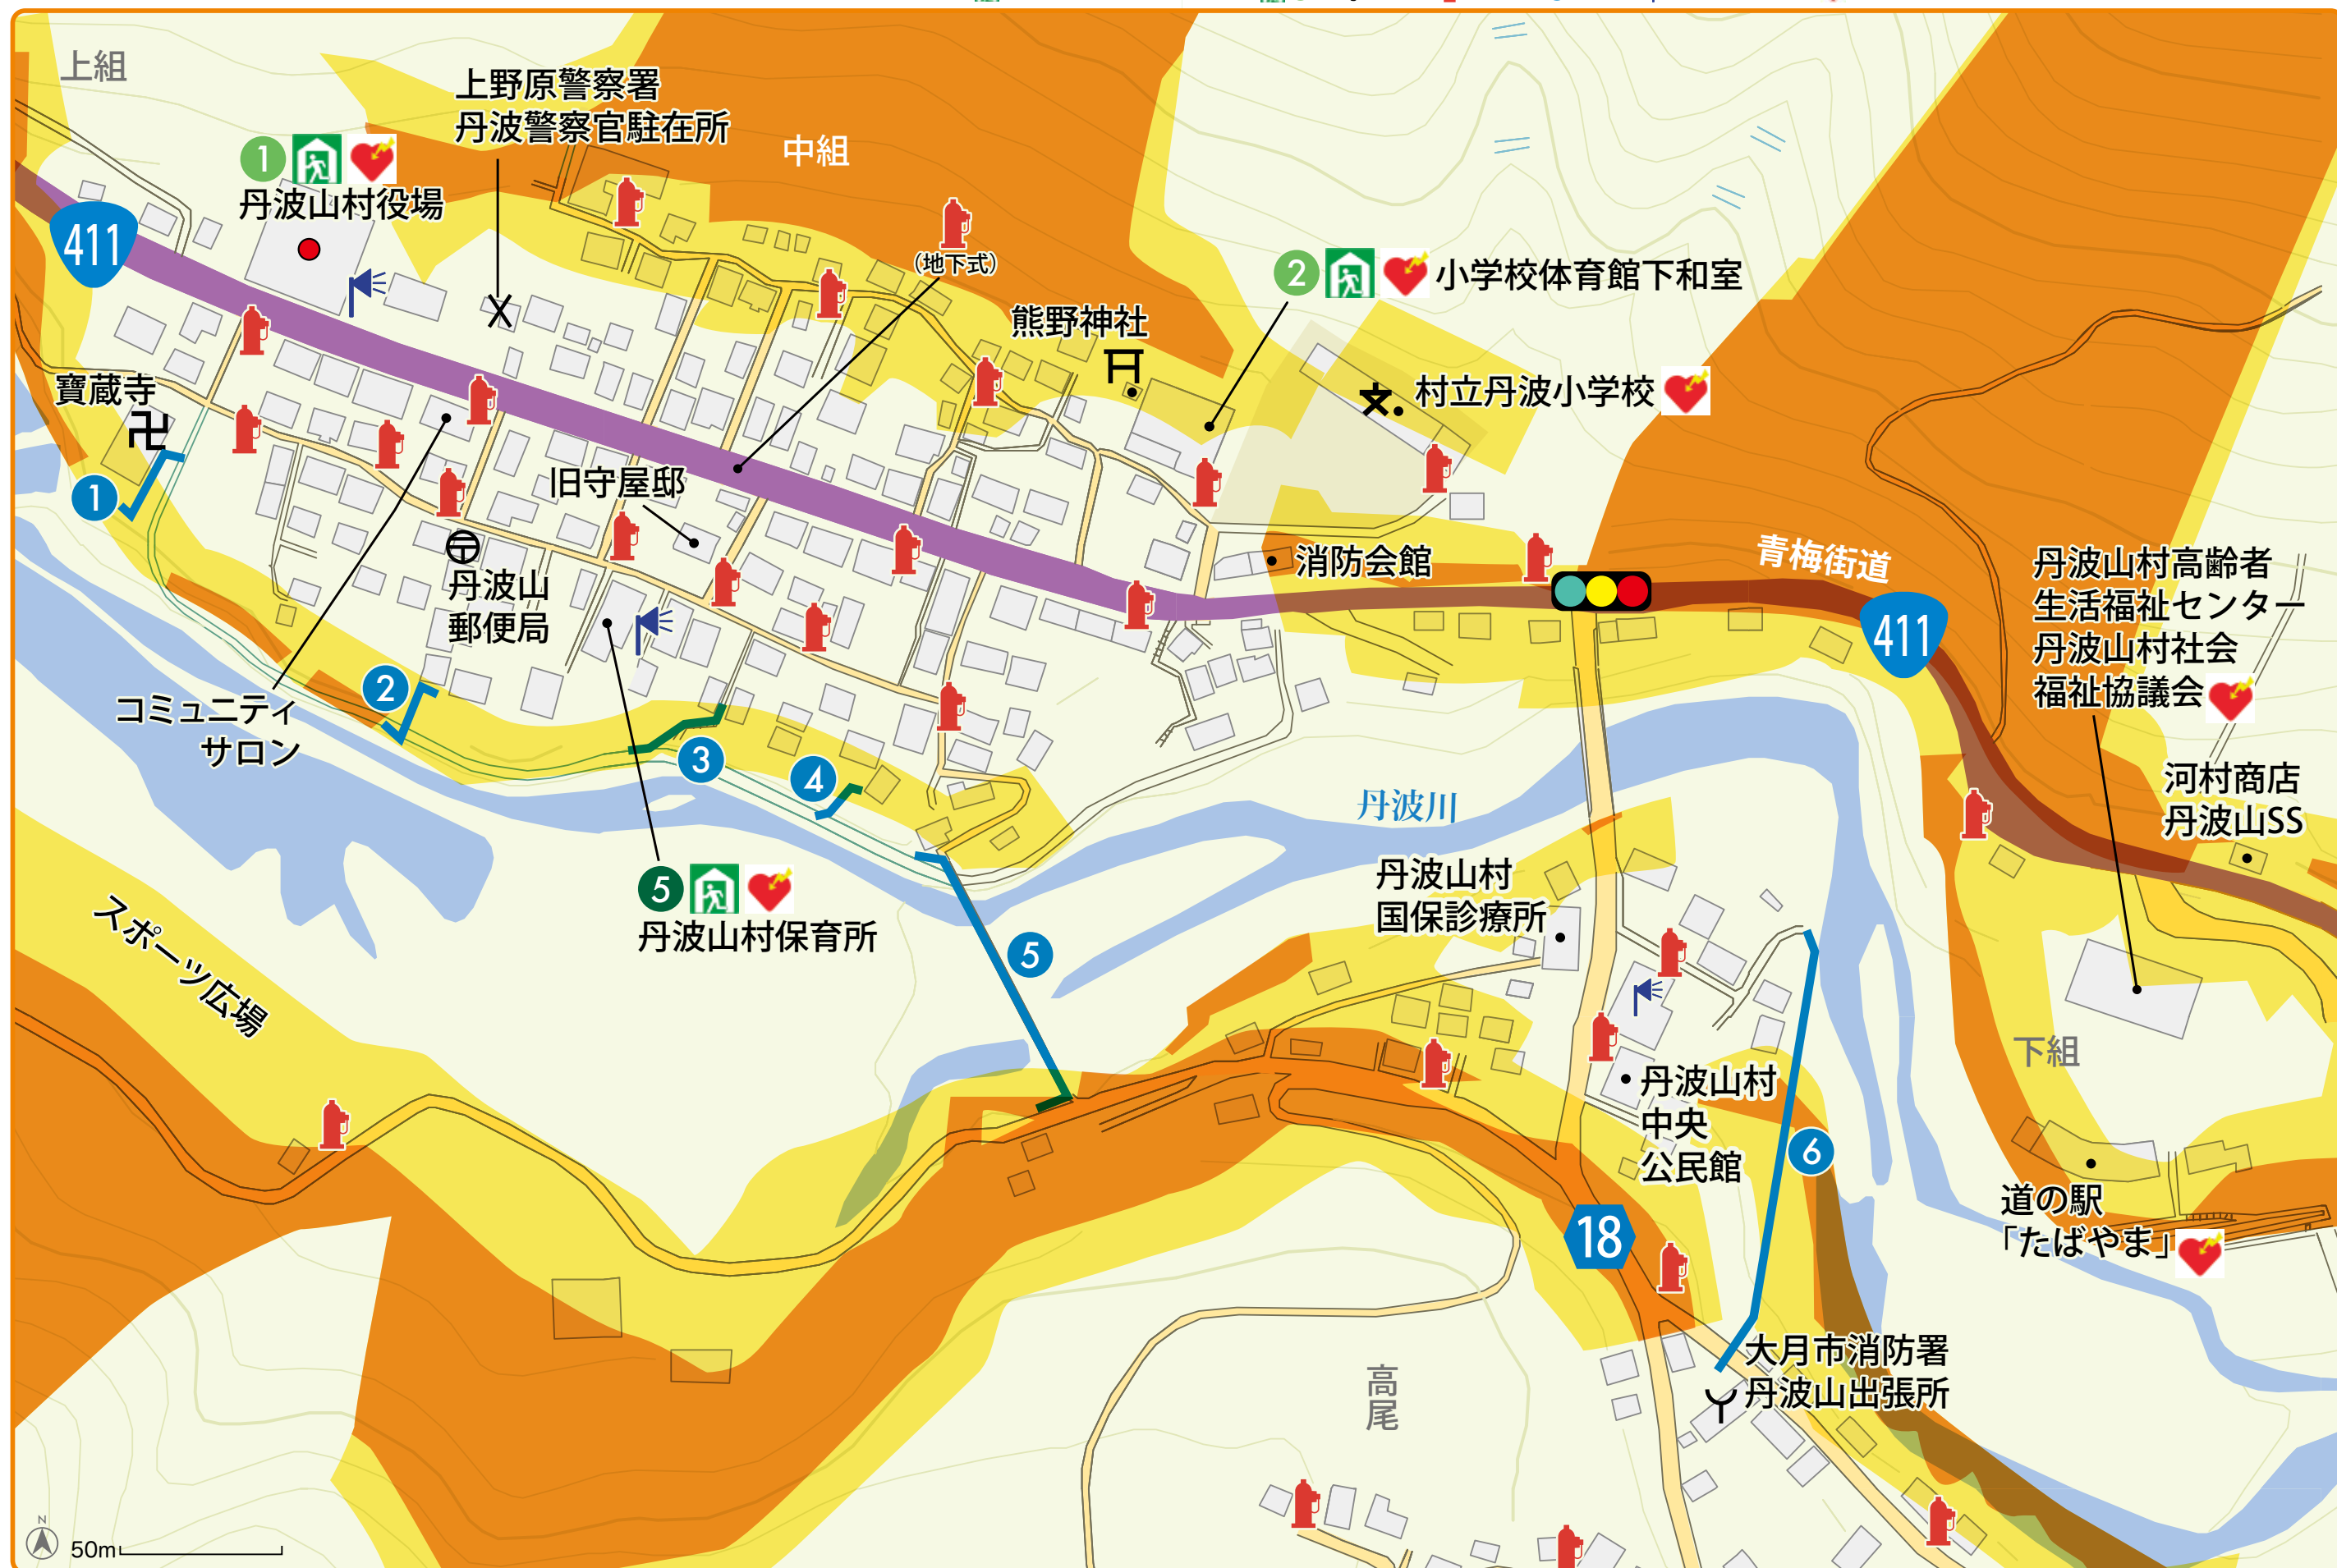 上組
上野原警察署
丹波警察官駐在所
中組
1
丹波山村役場
411
(地下式)
2
小学校体育館下和室
熊野神社
村立丹波小学校
寶蔵寺
1
旧守屋邸
消防会館
青梅街道
411
丹波山村高齢者
生活福祉センター
丹波山村社会
福祉協議会
丹波山
郵便局
コミュニティ
サロン
2
3
4
丹波川
河村商店
丹波山SS
5
丹波山村保育所
丹波山村
国保診療所
スポーツ広場
5
下組
丹波山村
中央
公民館
6
道の駅
「たばやま」
18
大月市消防署
丹波山出張所
高尾
N
50m